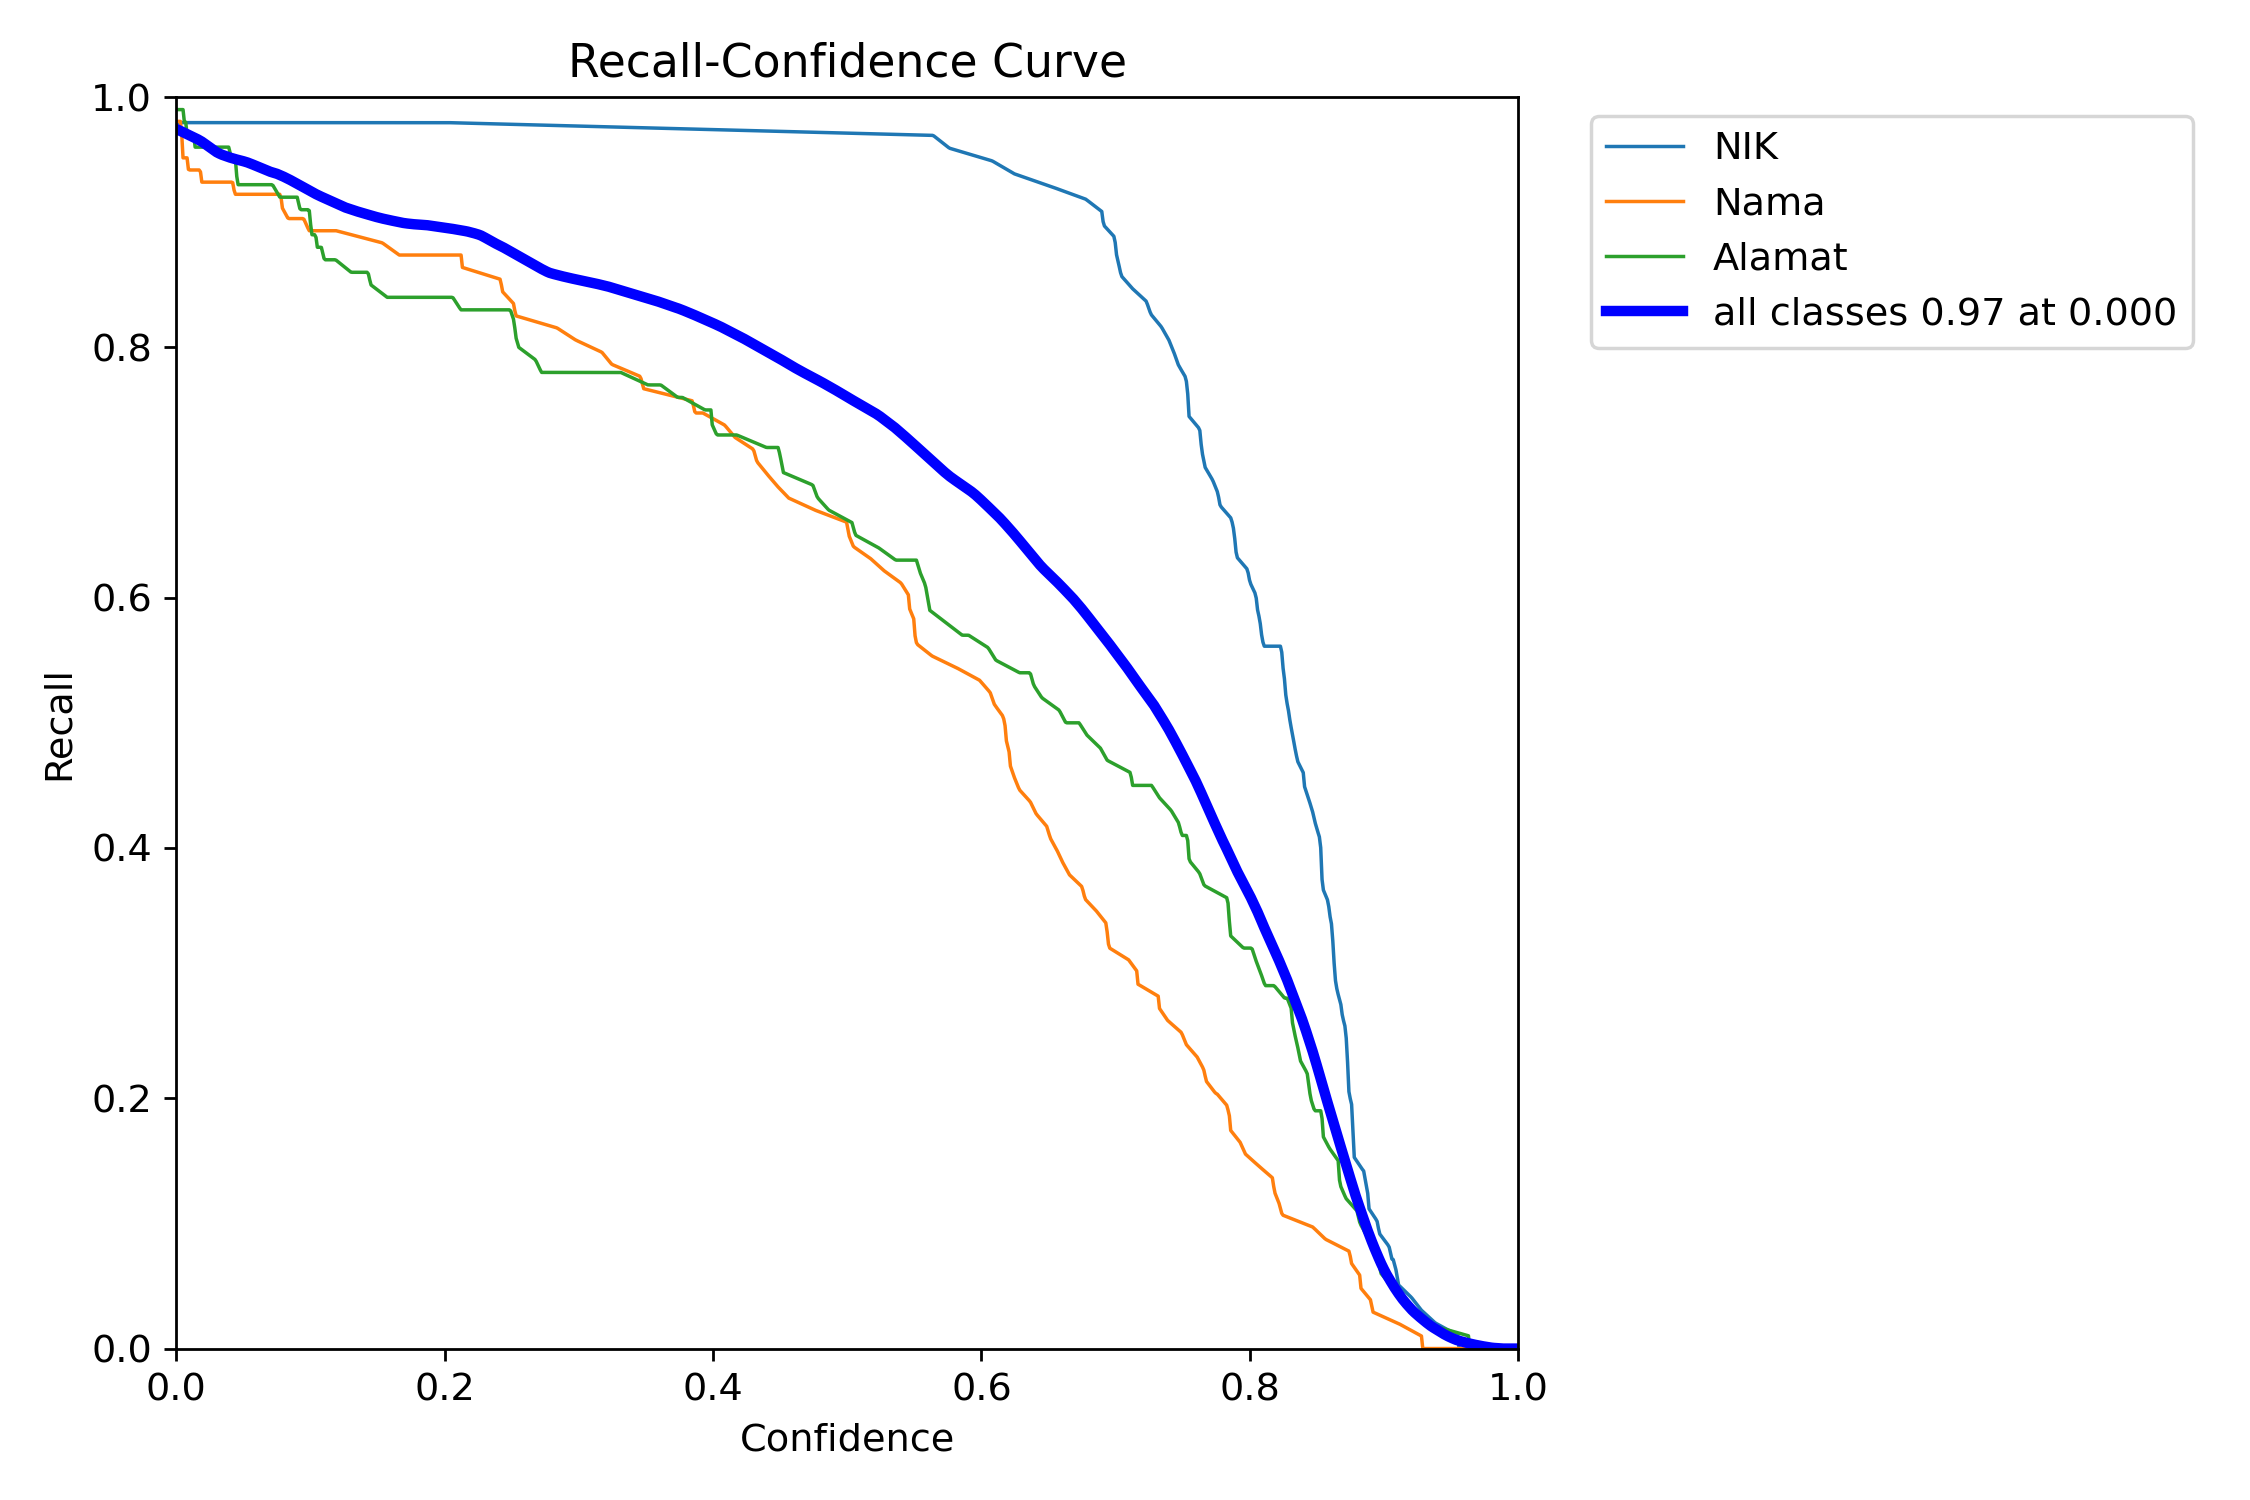 Recall-Confidence Curve
1.0
0.8
0.6
0.4
0.2
0.0
Recall
0.0 0.2 0.4 0.6 0.8 1.0
Confidence
NIK
Nama
Alamat
all classes 0.97 at 0.000